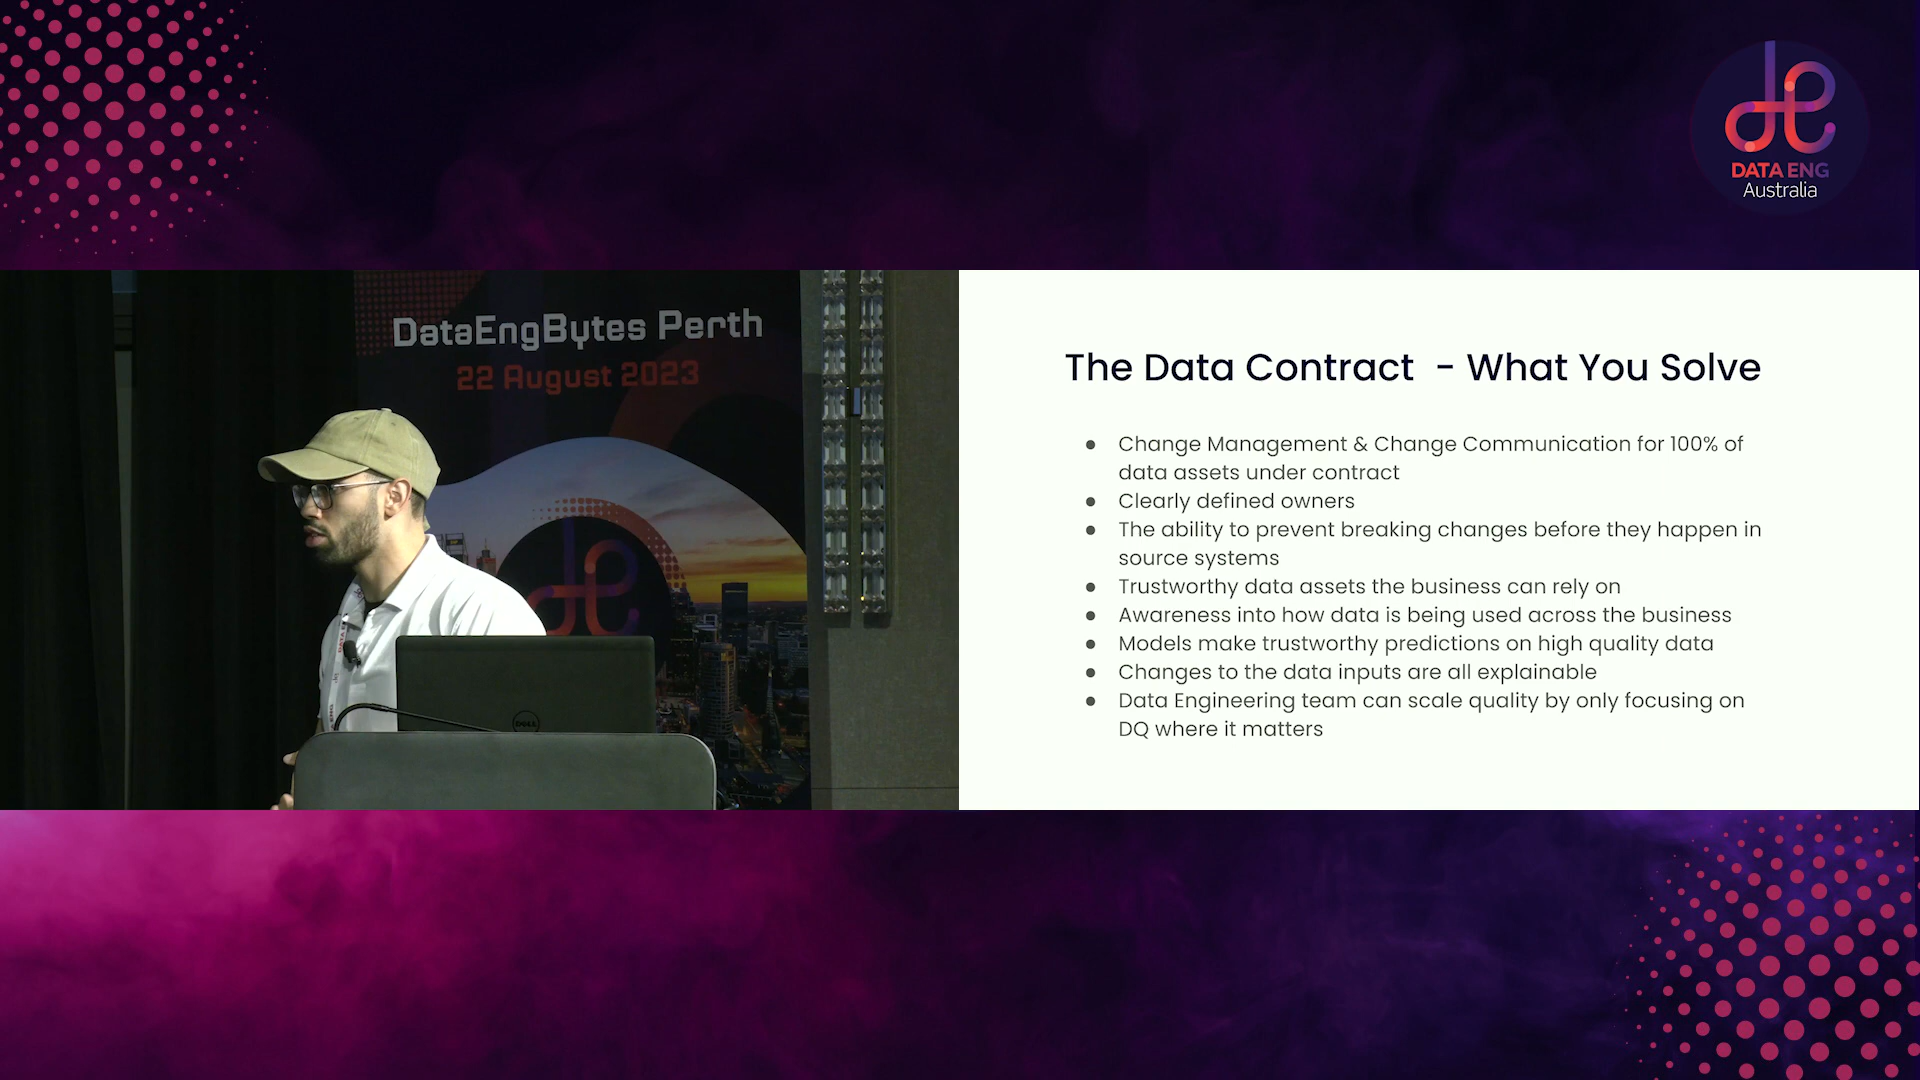 DATA ENG
Australia
DataEngBytes Perth
22 August 2023
DELL
The Data Contract - What You Solve
● Change Management & Change Communication for 100% of
data assets under contract
● Clearly defined owners
● The ability to prevent breaking changes before they happen in
source systems
● Trustworthy data assets the business can rely on
● Awareness into how data is being used across the business
● Models make trustworthy predictions on high quality data
● Changes to the data inputs are all explainable
● Data Engineering team can scale quality by only focusing on
DQ where it matters